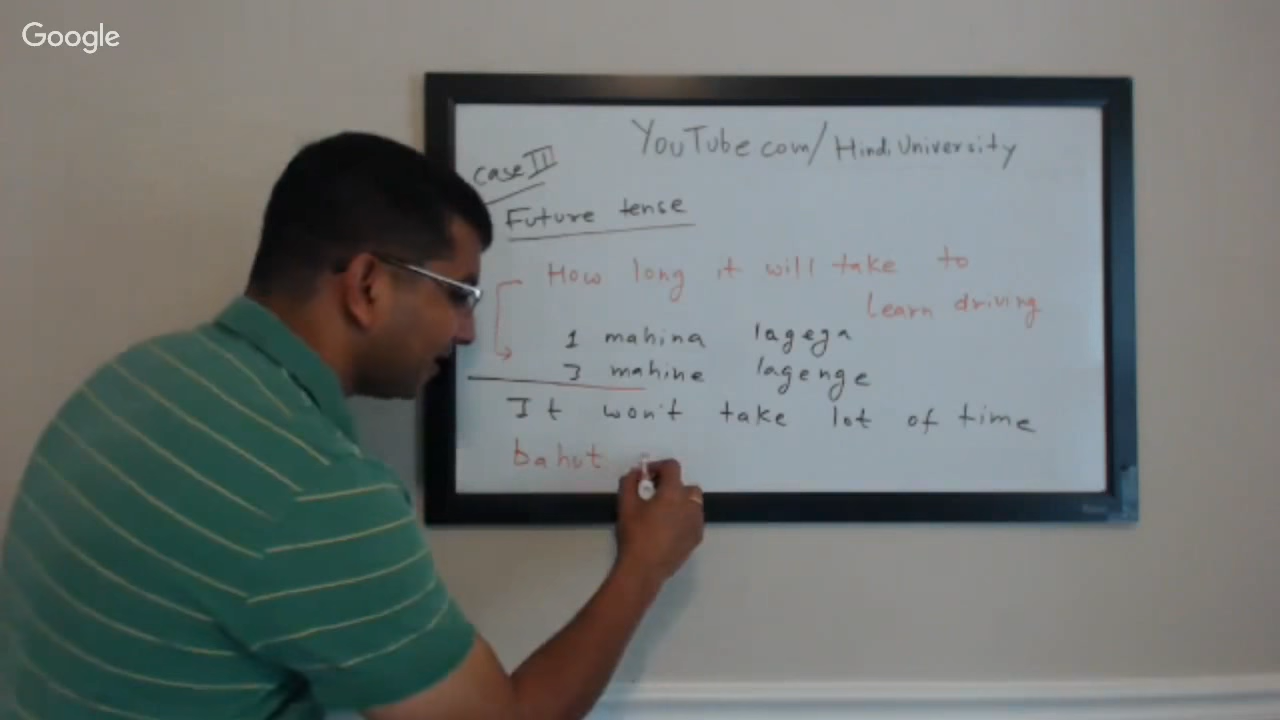 Google
YouTube.com/HindiUniversity
Case III
Future tense
How long it will take to
Learn driving
1 mahina lagega
3 mahine lagenge
It won't take lot of time
bahut